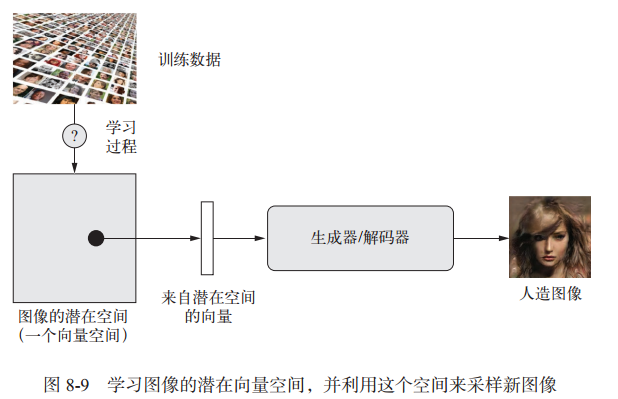 训练数据
?
学习
过程
生成器/解码器
来自潜在空间
的向量
人造图像
图像的潜在空间
（一个向量空间）
图 8-9 学习图像的潜在向量空间，并利用这个空间来采样新图像